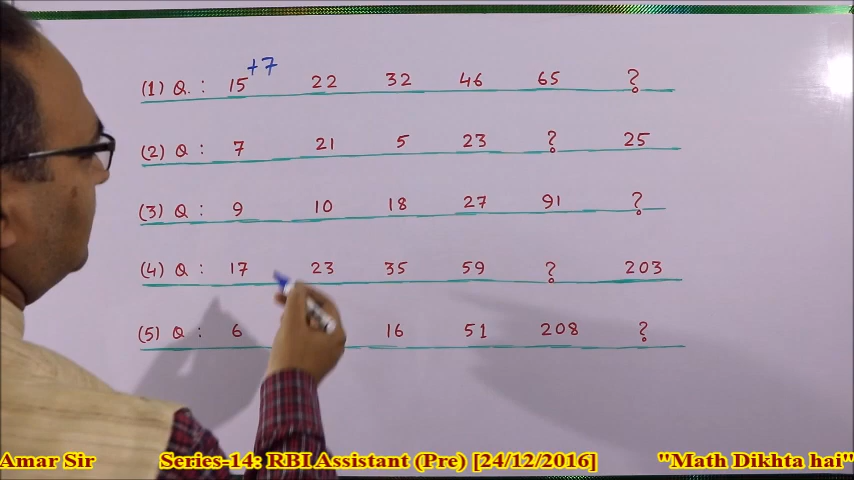 +7
(1) Q. : 15 22 32 46 65 ?
(2) Q : 7 21 5 23 ? 25
(3) Q : 9 10 18 27 91 ?
(4) Q : 17 23 35 59 ? 203
(5) Q : 6 16 51 208 ?
Amar Sir Series-14: RBI Assistant (Pre) [24/12/2016] "Math Dikhta hai"